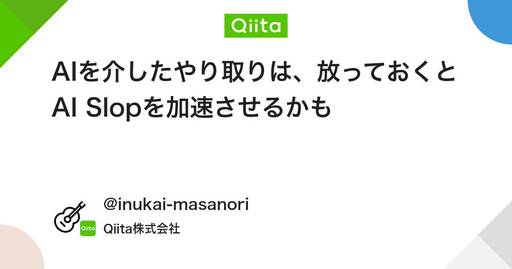 Qiita
AIを介したやり取りは、放っておくと
AI Slopを加速させるかも
@inukai-masanori
Qiita
Qiita株式会社